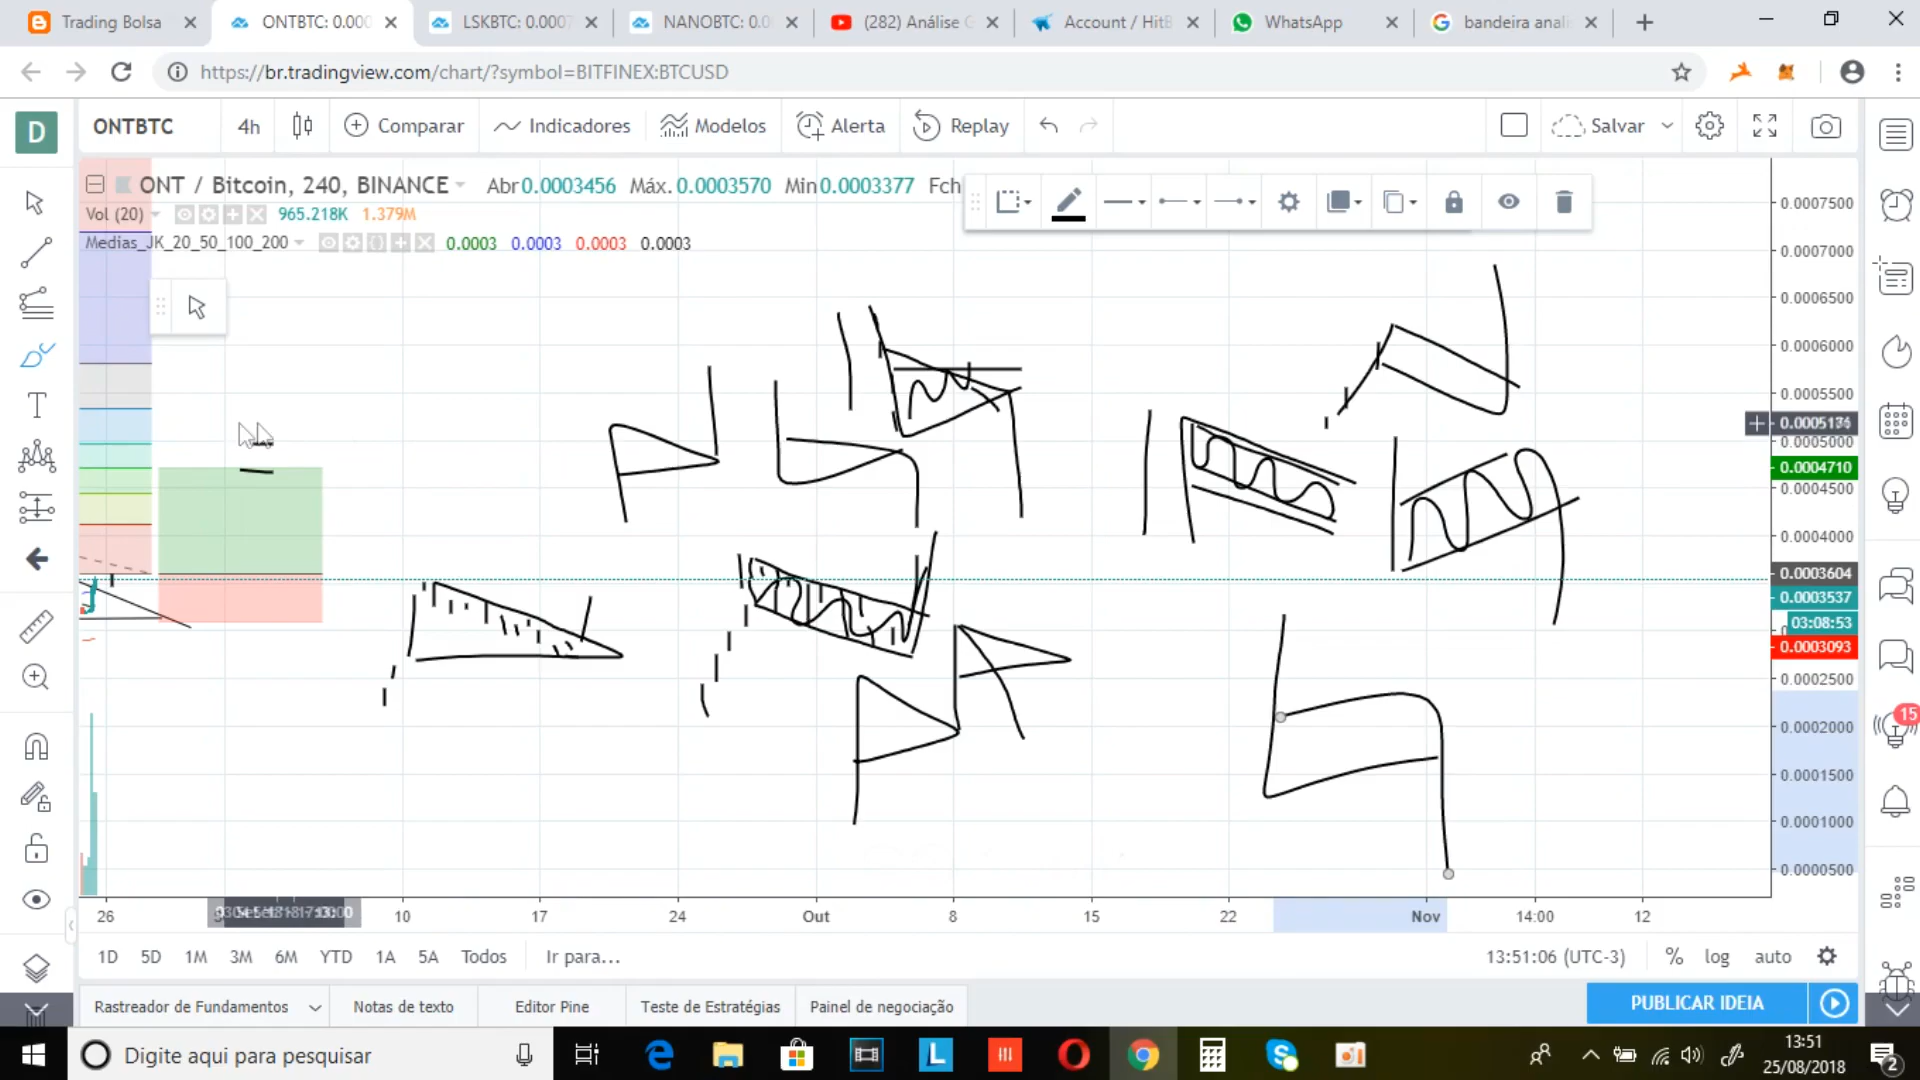 Trading Bolsa
ONTBTC: 0.000
LSKBTC: 0.000
NANOBTC: 0.0
(282) Análise G
Account / HitB
WhatsApp
bandeira anali
https://br.tradingview.com/chart/?symbol=BITFINEX:BTCUSD
D
ONTBTC
4h
Comparar
Indicadores
Modelos
Alerta
Replay
Salvar
ONT / Bitcoin, 240, BINANCE
Abr0.0003456 Máx.0.0003570 Min0.0003377 Fch
Vol (20) 965.218K 1.379M
Medias_JK_20_50_100_200 0.0003 0.0003 0.0003 0.0003
0.0007500
0.0007000
0.0006500
0.0006000
0.0005500
0.0005136
0.0005000
0.0004710
0.0004500
0.0004000
0.0003604
0.0003537
03:08:53
0.0003093
0.0002500
0.0002000
0.0001500
0.0001000
0.0000500
15
26
10
17
24
Out
8
15
22
Nov
14:00
12
1D 5D 1M 3M 6M YTD 1A 5A Todos Ir para...
13:51:06 (UTC-3) % log auto
Rastreador de Fundamentos
Notas de texto
Editor Pine
Teste de Estratégias
Painel de negociação
PUBLICAR IDEIA
Digite aqui para pesquisar
13:51
25/08/2018
2